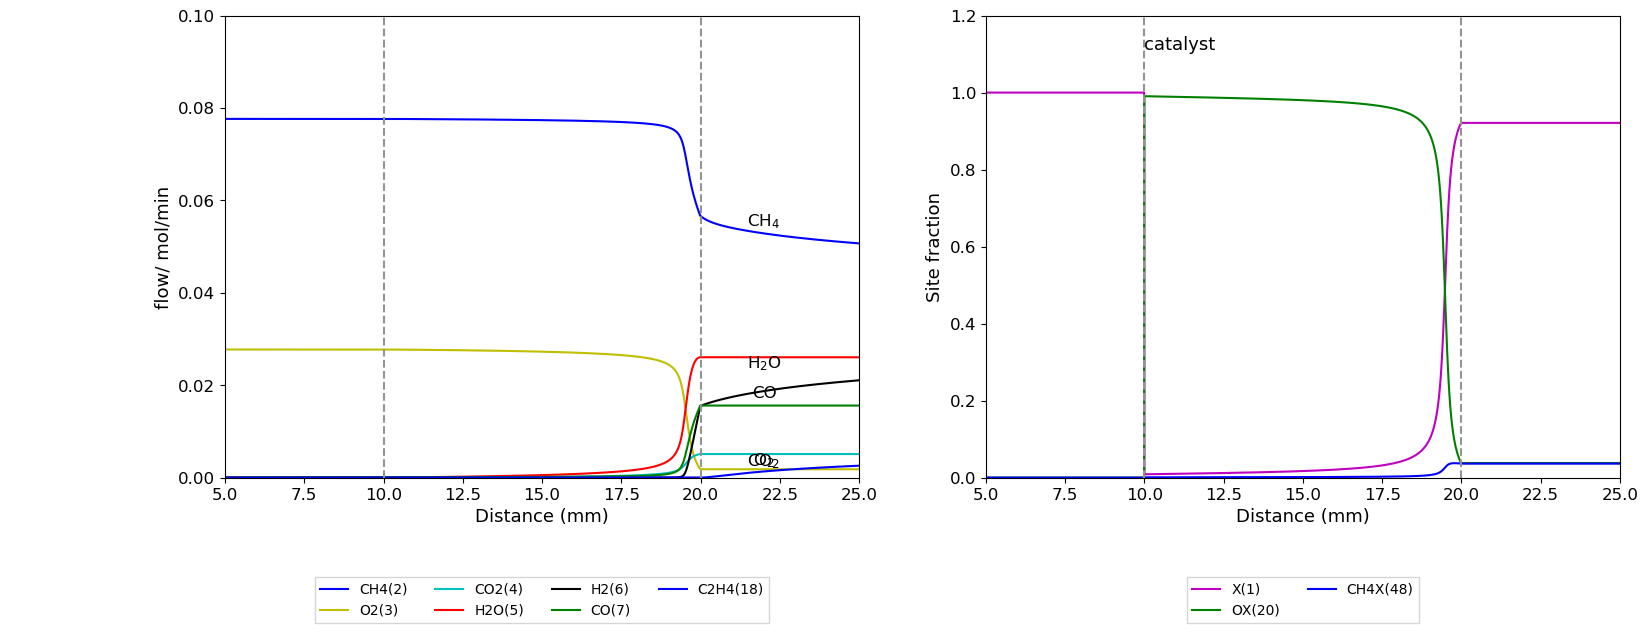 0.10
0.08
0.06
0.04
0.02
0.00
flow/ mol/min
CH₄
H₂O
CO
CO₂
O₂
5.0 7.5 10.0 12.5 15.0 17.5 20.0 22.5 25.0
Distance (mm)
CH4(2) CO2(4) H2(6) C2H4(18)
O2(3) H2O(5) CO(7)
1.2
1.0
0.8
0.6
0.4
0.2
0.0
Site fraction
catalyst
5.0 7.5 10.0 12.5 15.0 17.5 20.0 22.5 25.0
Distance (mm)
X(1) CH4X(48)
OX(20)